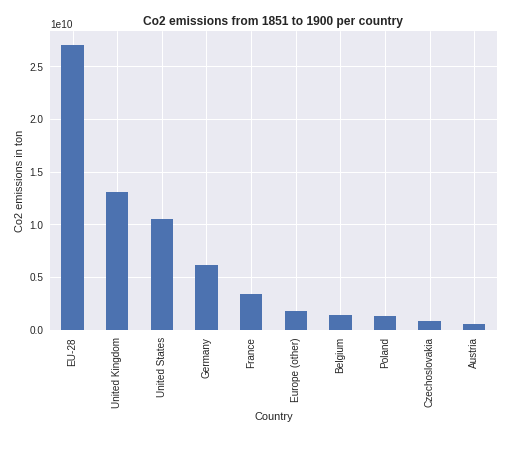 Co2 emissions from 1851 to 1900 per country
1e10
2.5
2.0
1.5
1.0
0.5
0.0
Co2 emissions in ton
EU-28
United Kingdom
United States
Germany
France
Europe (other)
Belgium
Poland
Czechoslovakia
Austria
Country